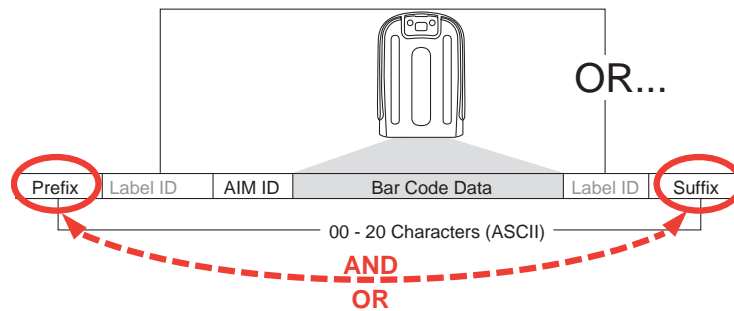 OR...
Prefix Label ID AIM ID Bar Code Data Label ID Suffix
00 - 20 Characters (ASCII)
AND
OR